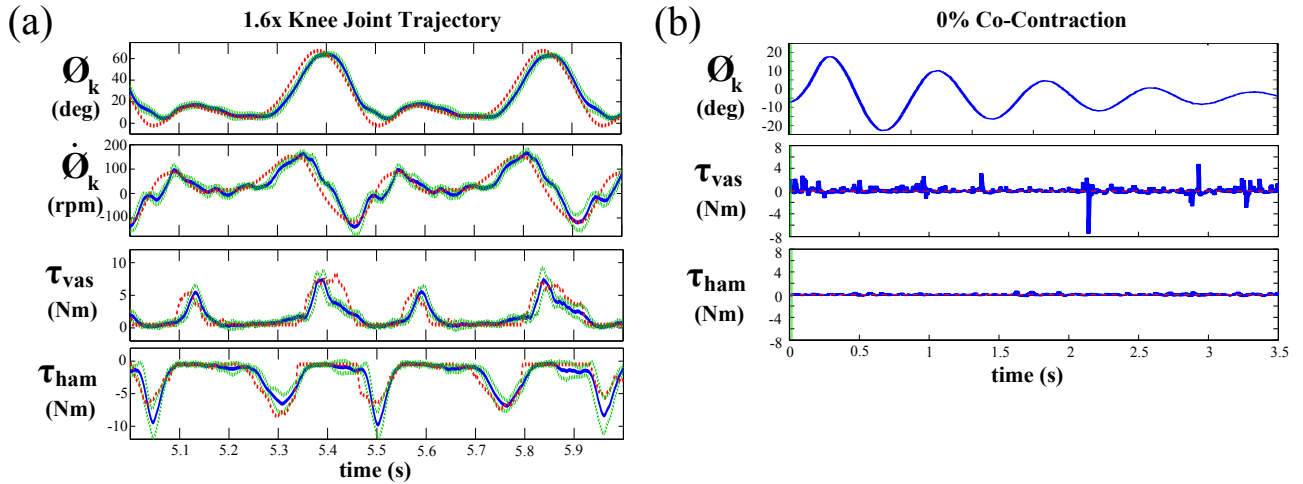 (a)
1.6x Knee Joint Trajectory
Øk
(deg)
60
40
20
0
Ø̇k
(rpm)
200
100
0
-100
τvas
(Nm)
10
5
0
τham
(Nm)
0
-5
-10
5.1 5.2 5.3 5.4 5.5 5.6 5.7 5.8 5.9
time (s)
(b)
0% Co-Contraction
Øk
(deg)
20
10
0
-10
-20
τvas
(Nm)
8
4
0
-4
-8
τham
(Nm)
8
4
0
-4
-8
0 0.5 1 1.5 2 2.5 3 3.5
time (s)